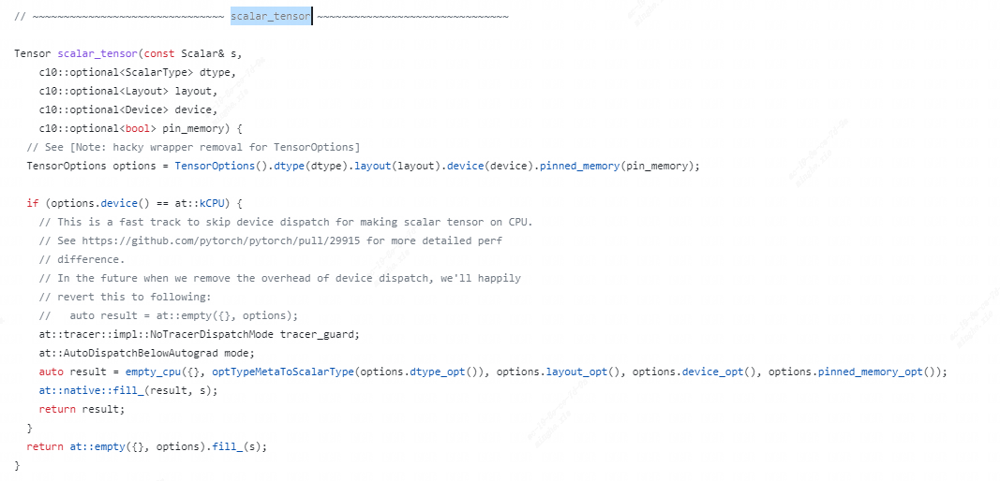 // ~~~~~~~~~~~~~~~~~~~~~~~~~~~~~~~ scalar_tensor ~~~~~~~~~~~~~~~~~~~~~~~~~~~~~~~
Tensor scalar_tensor(const Scalar& s,
    c10::optional<ScalarType> dtype,
    c10::optional<Layout> layout,
    c10::optional<Device> device,
    c10::optional<bool> pin_memory) {
  // See [Note: hacky wrapper removal for TensorOptions]
  TensorOptions options = TensorOptions().dtype(dtype).layout(layout).device(device).pinned_memory(pin_memory);
  if (options.device() == at::kCPU) {
    // This is a fast track to skip device dispatch for making scalar tensor on CPU.
    // See https://github.com/pytorch/pytorch/pull/29915 for more detailed perf
    // difference.
    // In the future when we remove the overhead of device dispatch, we'll happily
    // revert this to following:
    //   auto result = at::empty({}, options);
    at::tracer::impl::NoTracerDispatchMode tracer_guard;
    at::AutoDispatchBelowAutograd mode;
    auto result = empty_cpu({}, optTypeMetaToScalarType(options.dtype_opt()), options.layout_opt(), options.device_opt(), options.pinned_memory_opt());
    at::native::fill_(result, s);
    return result;
  }
  return at::empty({}, options).fill_(s);
}